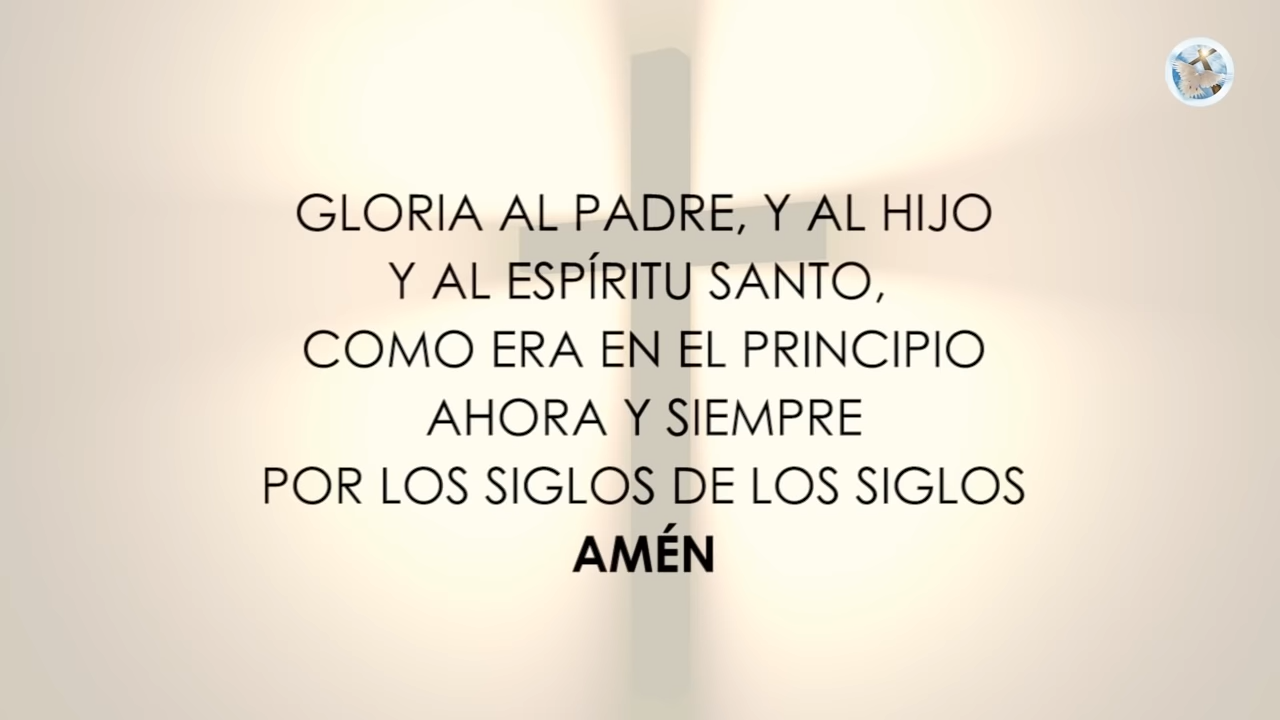 GLORIA AL PADRE, Y AL HIJO
Y AL ESPÍRITU SANTO,
COMO ERA EN EL PRINCIPIO
AHORA Y SIEMPRE
POR LOS SIGLOS DE LOS SIGLOS
AMÉN